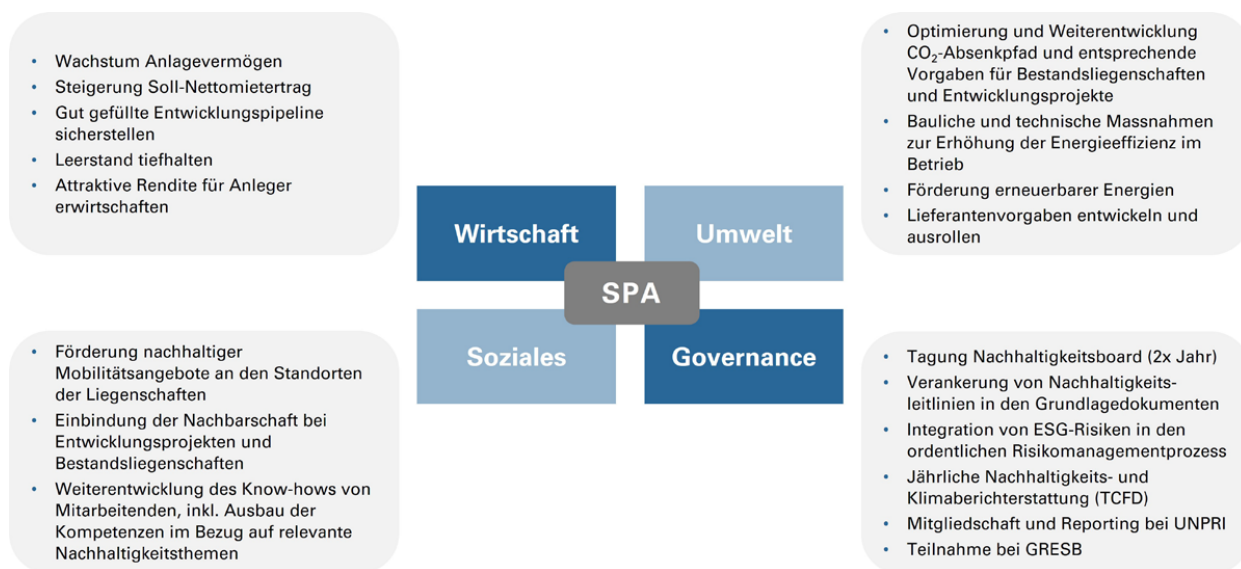 • Wachstum Anlagevermögen
• Steigerung Soll-Nettomietertrag
• Gut gefüllte Entwicklungspipeline
sicherstellen
• Leerstand tiefhalten
• Attraktive Rendite für Anleger
erwirtschaften
• Optimierung und Weiterentwicklung
CO₂-Absenkpfad und entsprechende
Vorgaben für Bestandsliegenschaften
und Entwicklungsprojekte
• Bauliche und technische Massnahmen
zur Erhöhung der Energieeffizienz im
Betrieb
• Förderung erneuerbarer Energien
• Lieferantenvorgaben entwickeln und
ausrollen
Wirtschaft
Umwelt
SPA
Soziales
Governance
• Förderung nachhaltiger
Mobilitätsangebote an den Standorten
der Liegenschaften
• Einbindung der Nachbarschaft bei
Entwicklungsprojekten und
Bestandsliegenschaften
• Weiterentwicklung des Know-hows von
Mitarbeitenden, inkl. Ausbau der
Kompetenzen im Bezug auf relevante
Nachhaltigkeitsthemen
• Tagung Nachhaltigkeitsboard (2x Jahr)
• Verankerung von Nachhaltigkeits-
leitlinien in den Grundlagedokumenten
• Integration von ESG-Risiken in den
ordentlichen Risikomanagementprozess
• Jährliche Nachhaltigkeits- und
Klimaberichterstattung (TCFD)
• Mitgliedschaft und Reporting bei UNPRI
• Teilnahme bei GRESB